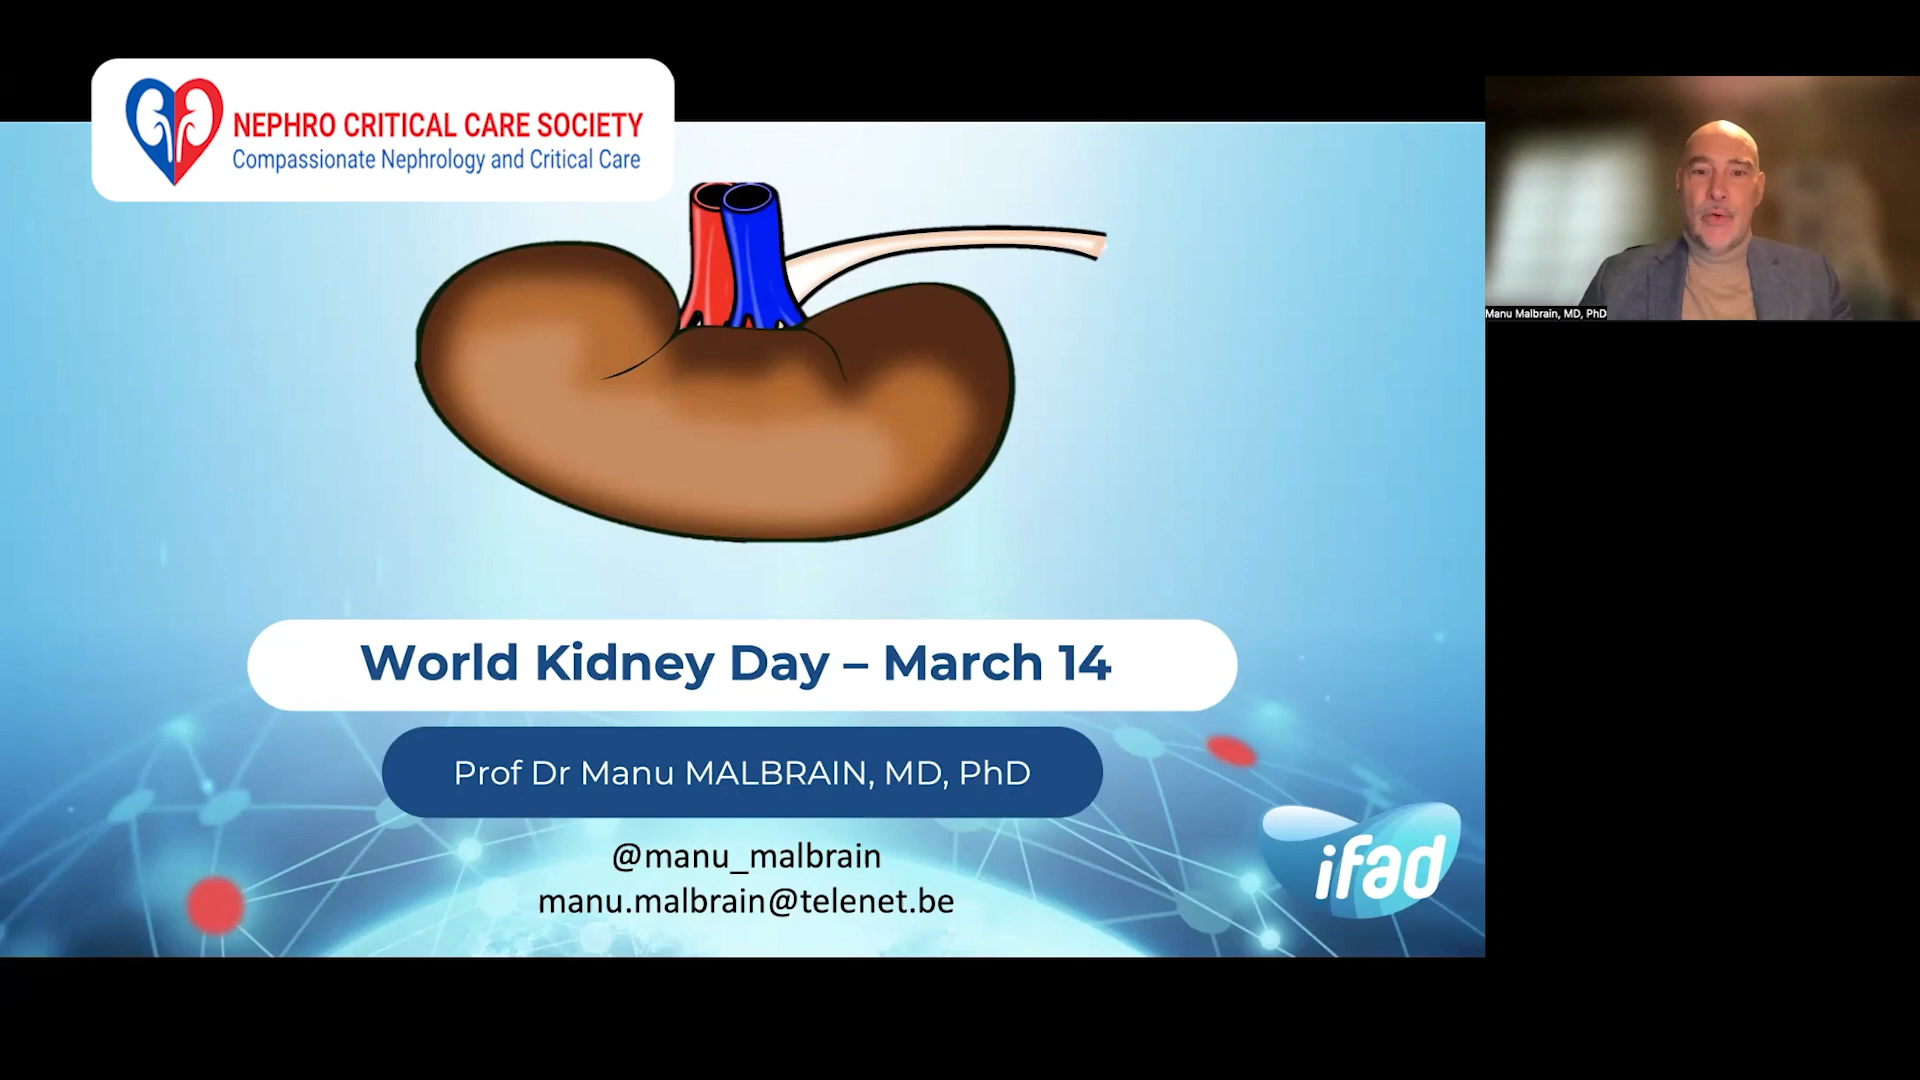 NEPHRO CRITICAL CARE SOCIETY
Compassionate Nephrology and Critical Care
Manu Malbrain, MD, PhD
World Kidney Day – March 14
Prof Dr Manu MALBRAIN, MD, PhD
@manu_malbrain
manu.malbrain@telenet.be
ifad